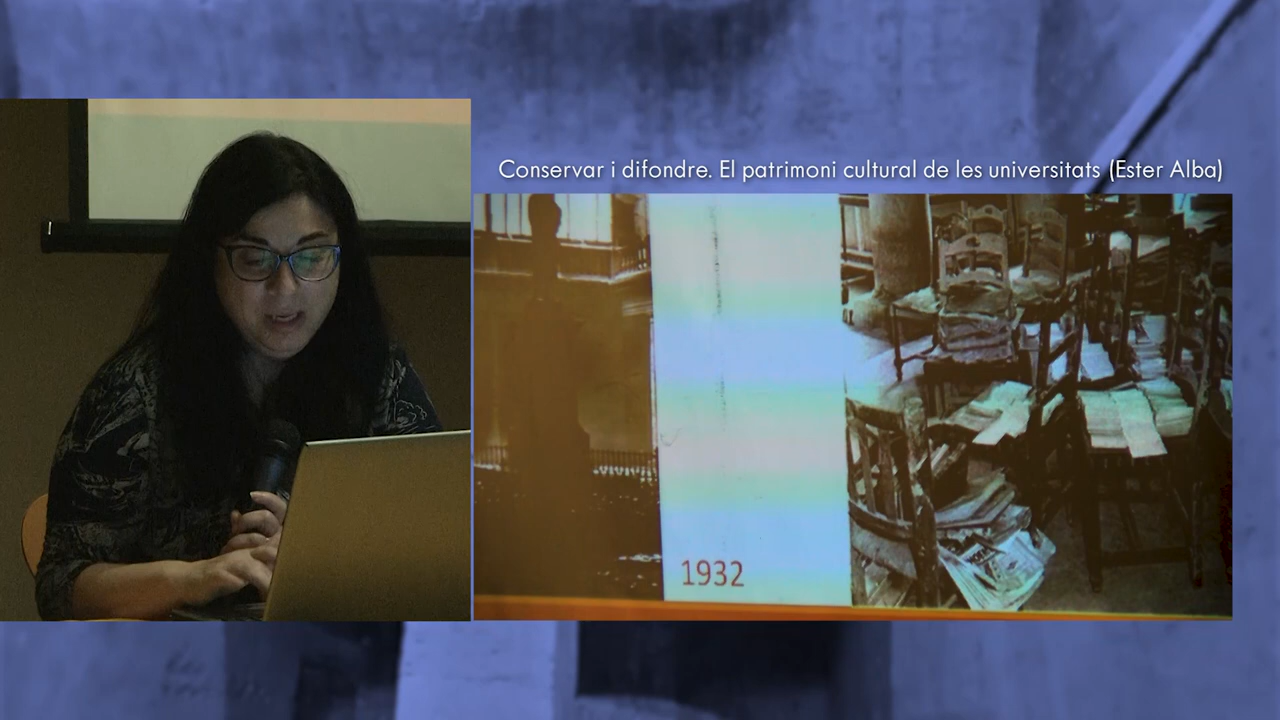 Conservar i difondre. El patrimoni cultural de les universitats (Ester Alba)
1932